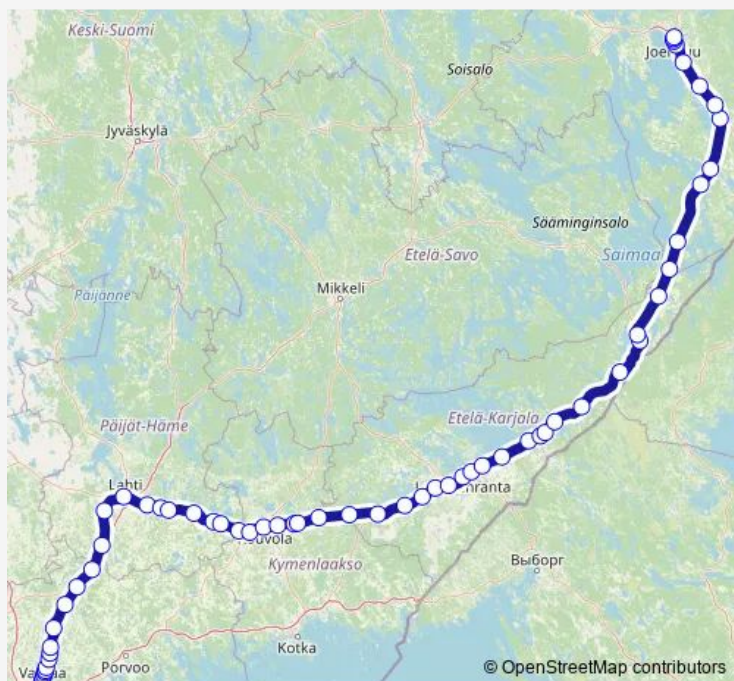 Keski-Suomi
Soisalo
Jyväskylä
Sääminginsalo
Etelä-Savo
Saimaa
Mikkeli
Päijänne
Etelä-Karjala
Päijät-Häme
Lahti
Kymenlaakso
Выборг
Kotka
Porvoo
© OpenStreetMap contributors